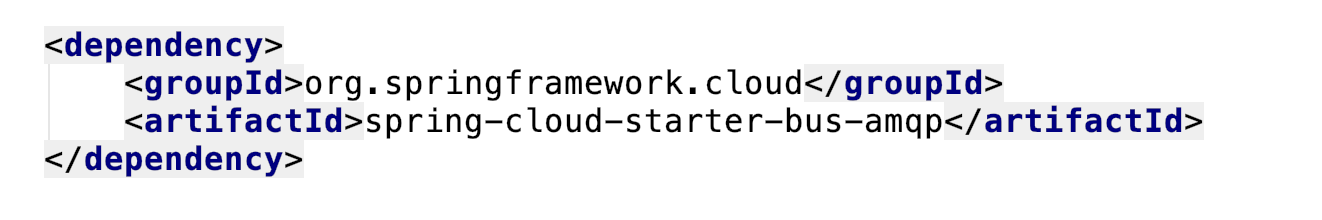 <dependency>
    <groupId>org.springframework.cloud</groupId>
    <artifactId>spring-cloud-starter-bus-amqp</artifactId>
</dependency>